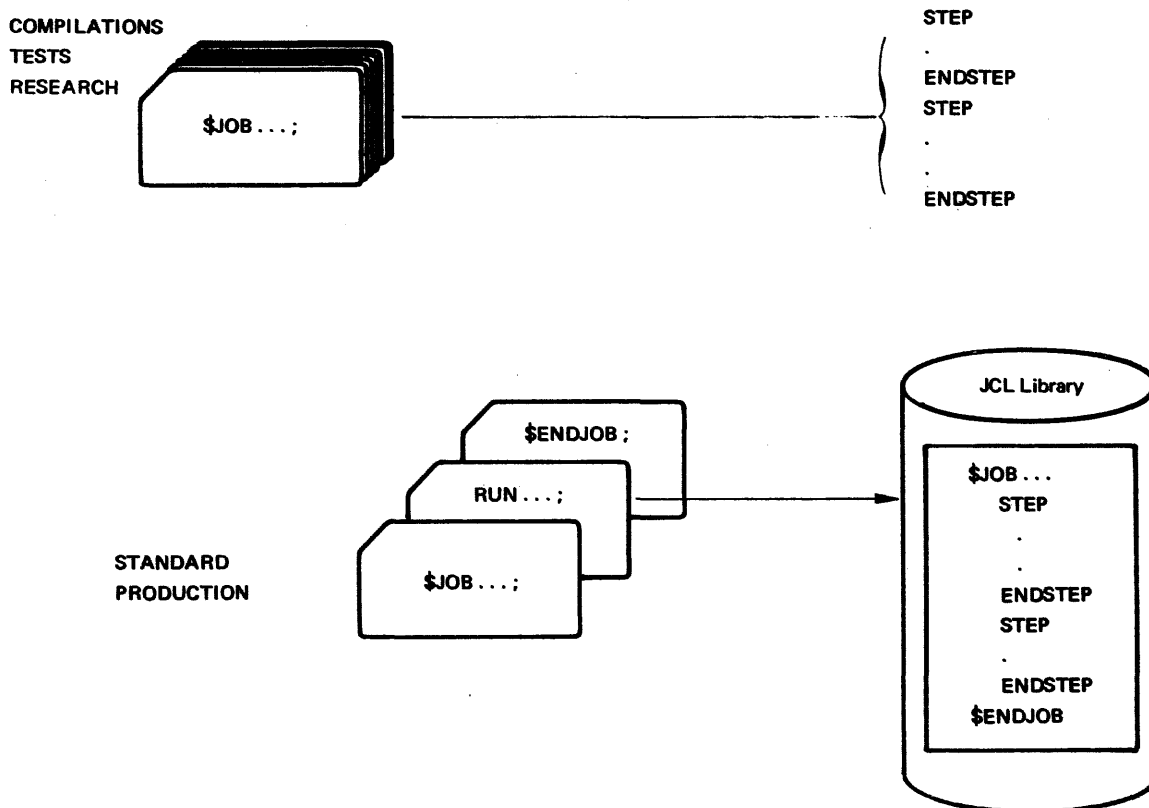 COMPILATIONS
TESTS
RESEARCH
$JOB...;
STEP
.
ENDSTEP
STEP
.
.
ENDSTEP
STANDARD
PRODUCTION
$ENDJOB;
RUN...;
$JOB...;
JCL Library
$JOB...
STEP
.
.
ENDSTEP
STEP
.
ENDSTEP
$ENDJOB